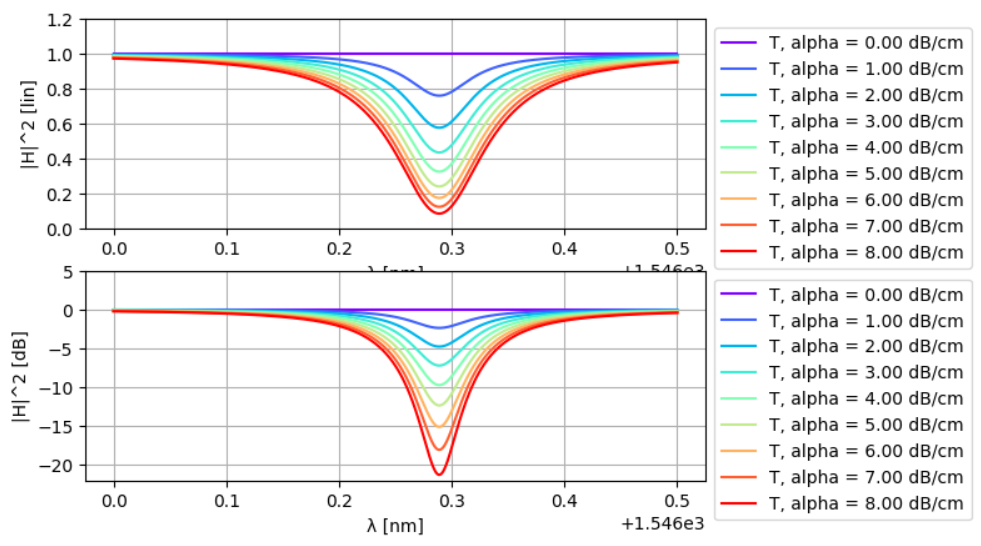 1.2
1.0
0.8
0.6
0.4
0.2
0.0
|H|^2 [lin]
0.0 0.1 0.2 0.3 0.4 0.5
λ [nm]
+1.546e3
T, alpha = 0.00 dB/cm
T, alpha = 1.00 dB/cm
T, alpha = 2.00 dB/cm
T, alpha = 3.00 dB/cm
T, alpha = 4.00 dB/cm
T, alpha = 5.00 dB/cm
T, alpha = 6.00 dB/cm
T, alpha = 7.00 dB/cm
T, alpha = 8.00 dB/cm
5
0
−5
−10
−15
−20
|H|^2 [dB]
0.0 0.1 0.2 0.3 0.4 0.5
λ [nm]
+1.546e3
T, alpha = 0.00 dB/cm
T, alpha = 1.00 dB/cm
T, alpha = 2.00 dB/cm
T, alpha = 3.00 dB/cm
T, alpha = 4.00 dB/cm
T, alpha = 5.00 dB/cm
T, alpha = 6.00 dB/cm
T, alpha = 7.00 dB/cm
T, alpha = 8.00 dB/cm